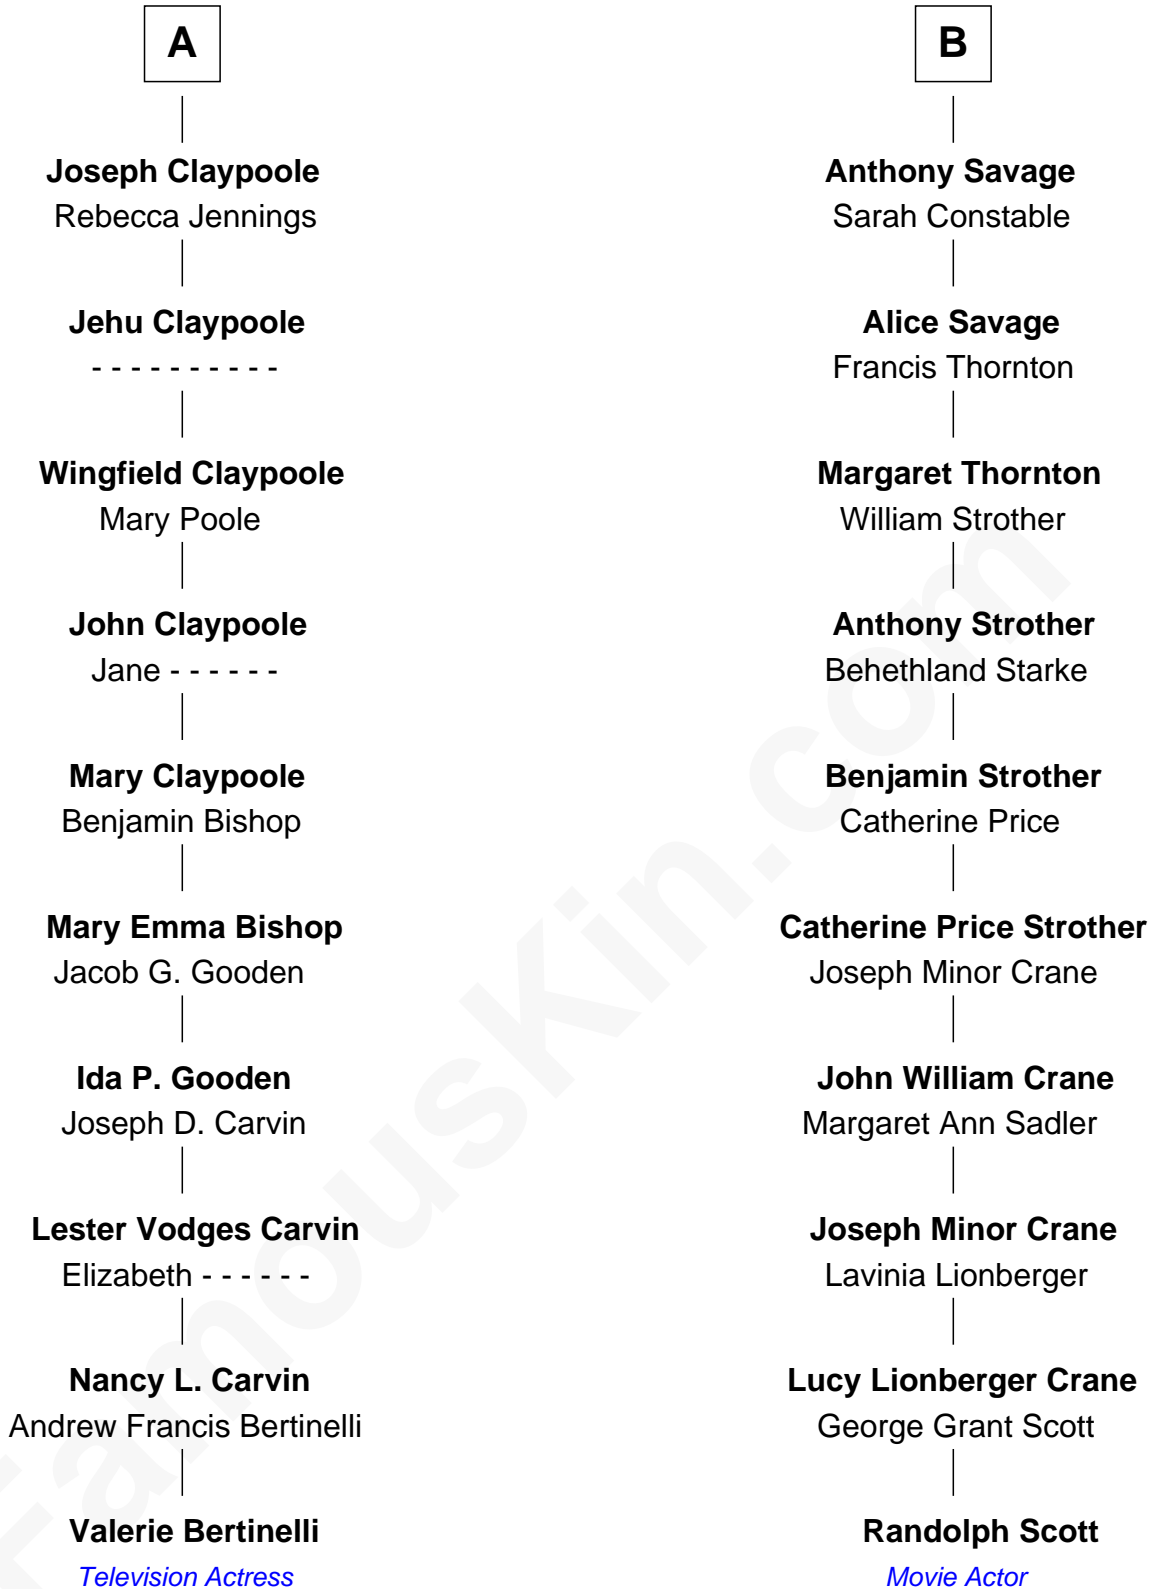 A
Joseph Claypoole
Rebecca Jennings
Jehu Claypoole
- - - - - - - - - -
Wingfield Claypoole
Mary Poole
John Claypoole
Jane - - - - - -
Mary Claypoole
Benjamin Bishop
Mary Emma Bishop
Jacob G. Gooden
Ida P. Gooden
Joseph D. Carvin
Lester Vodges Carvin
Elizabeth - - - - - -
Nancy L. Carvin
Andrew Francis Bertinelli
Valerie Bertinelli
Television Actress
B
Anthony Savage
Sarah Constable
Alice Savage
Francis Thornton
Margaret Thornton
William Strother
Anthony Strother
Behethland Starke
Benjamin Strother
Catherine Price
Catherine Price Strother
Joseph Minor Crane
John William Crane
Margaret Ann Sadler
Joseph Minor Crane
Lavinia Lionberger
Lucy Lionberger Crane
George Grant Scott
Randolph Scott
Movie Actor
FamousKin.com